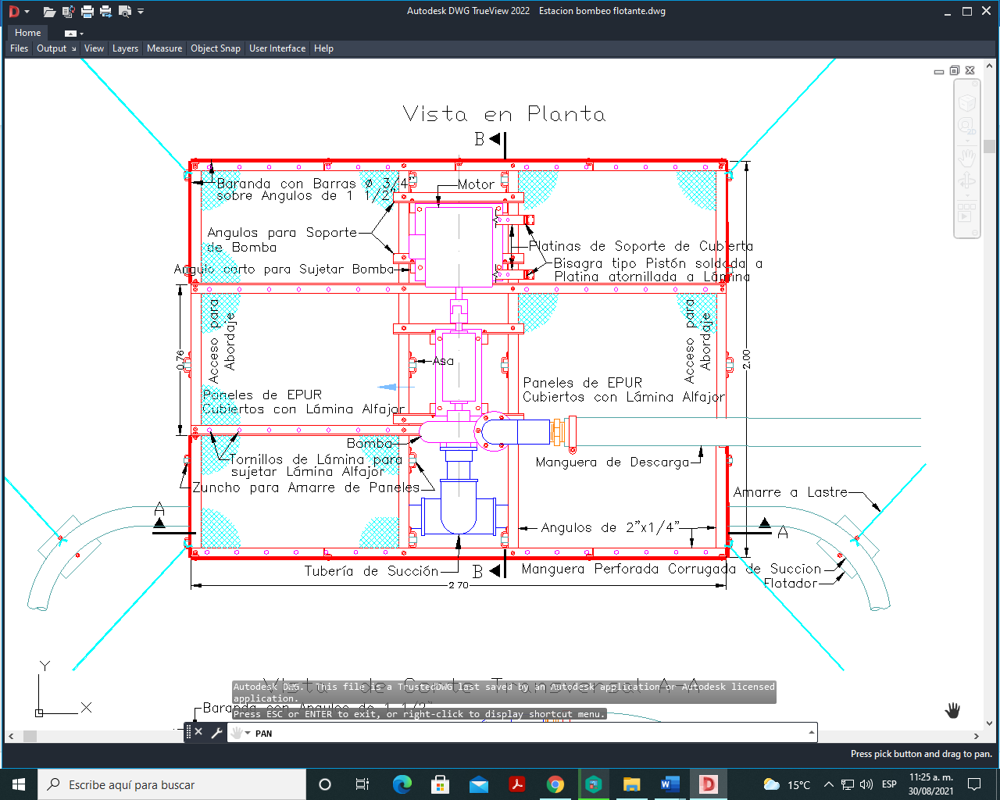 Autodesk DWG TrueView 2022 Estacion bombeo flotante.dwg
Home
Files Output View Layers Measure Object Snap User Interface Help
Vista en Planta
B
Baranda con Barras ø 3/4"
sobre Angulos de 1 1/2"
Motor
Angulos para Soporte
de Bomba
Platinas de Soporte de Cubierta
Angulo corto para Sujetar Bomba
Bisagra tipo Pistón soldada a
Platina atornillada a Lámina
Acceso para
Abordaje
Acceso para
Abordaje
0.76
2.00
Asa
Paneles de EPUR
Cubiertos con Lámina Alfajor
Paneles de EPUR
Cubiertos con Lámina Alfajor
Bomba
Tornillos de Lámina para
sujetar Lámina Alfajor
Manguera de Descarga
Zuncho para Amarre de Paneles
Amarre a Lastre
A
Angulos de 2"x1/4"
A
Tubería de Succión
B
Manguera Perforada Corrugada de Succion
Flotador
2 70
Y
X
Vista de Corte Transversal A-A
Autodesk DWG. This file is a TrustedDWG last saved by an Autodesk application or Autodesk licensed
application.
Baranda con Angulos de 1 1/2"
Press ESC or ENTER to exit, or right-click to display shortcut menu.
PAN
Press pick button and drag to pan.
Escribe aquí para buscar
15°C
ESP
11:25 a. m.
30/08/2021